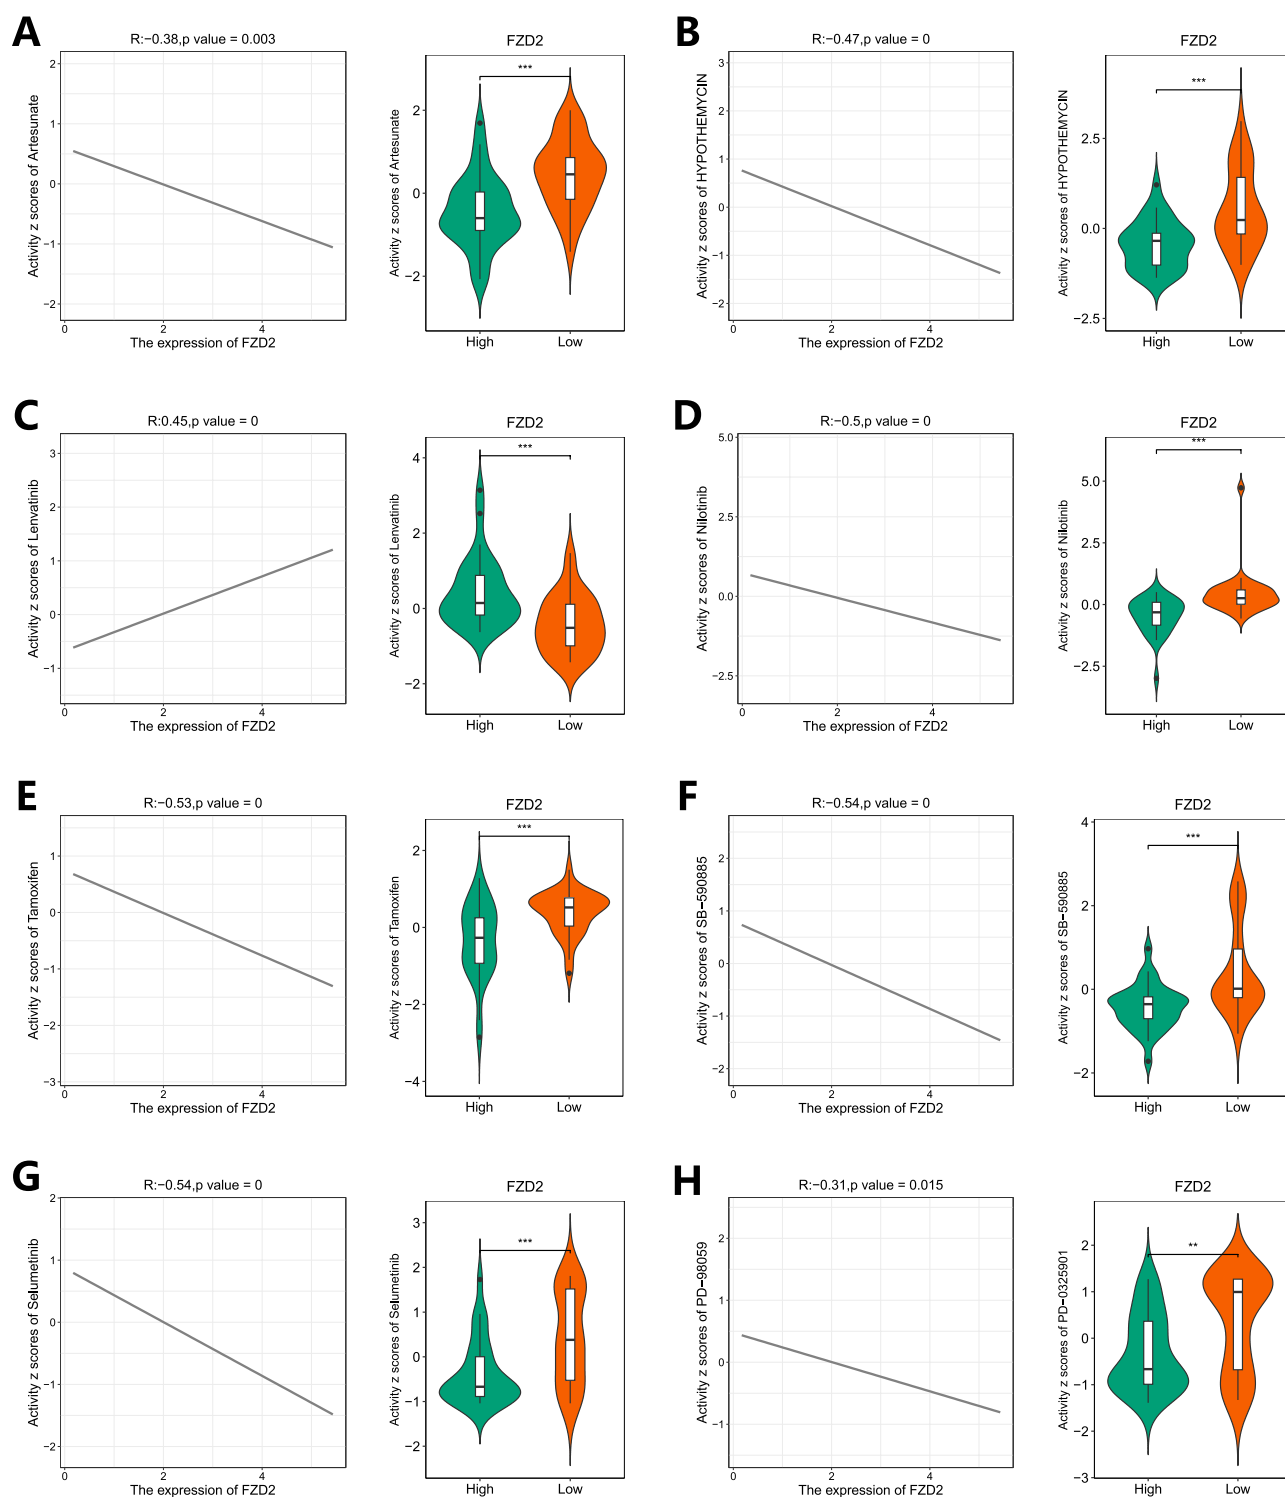 A
R:−0.38,p value = 0.003
Activity z scores of Artesunate
2
1
0
−1
−2
0
2
4
The expression of FZD2
FZD2
***
Activity z scores of Artesunate
2
0
−2
High
Low
B
R:−0.47,p value = 0
Activity z scores of HYPOTHEMYCIN
3
2
1
0
−1
−2
0
2
4
The expression of FZD2
FZD2
***
Activity z scores of HYPOTHEMYCIN
2.5
0.0
−2.5
High
Low
C
R:0.45,p value = 0
Activity z scores of Lenvatinib
3
2
1
0
−1
0
2
4
The expression of FZD2
FZD2
***
Activity z scores of Lenvatinib
4
2
0
−2
High
Low
D
R:−0.5,p value = 0
Activity z scores of Nilotinib
5.0
2.5
0.0
−2.5
0
2
4
The expression of FZD2
FZD2
***
Activity z scores of Nilotinib
5.0
2.5
0.0
−2.5
High
Low
E
R:−0.53,p value = 0
Activity z scores of Tamoxifen
1
0
−1
−2
−3
0
2
4
The expression of FZD2
FZD2
***
Activity z scores of Tamoxifen
2
0
−2
−4
High
Low
F
R:−0.54,p value = 0
Activity z scores of SB−590885
2
1
0
−1
−2
0
2
4
The expression of FZD2
FZD2
***
Activity z scores of SB−590885
4
2
0
−2
High
Low
G
R:−0.54,p value = 0
Activity z scores of Selumetinib
2
1
0
−1
−2
0
2
4
The expression of FZD2
FZD2
***
Activity z scores of Selumetinib
3
2
1
0
−1
−2
High
Low
H
R:−0.31,p value = 0.015
Activity z scores of PD−98059
2
1
0
−1
0
2
4
The expression of FZD2
FZD2
**
Activity z scores of PD−0325901
2
1
0
−1
−2
−3
High
Low